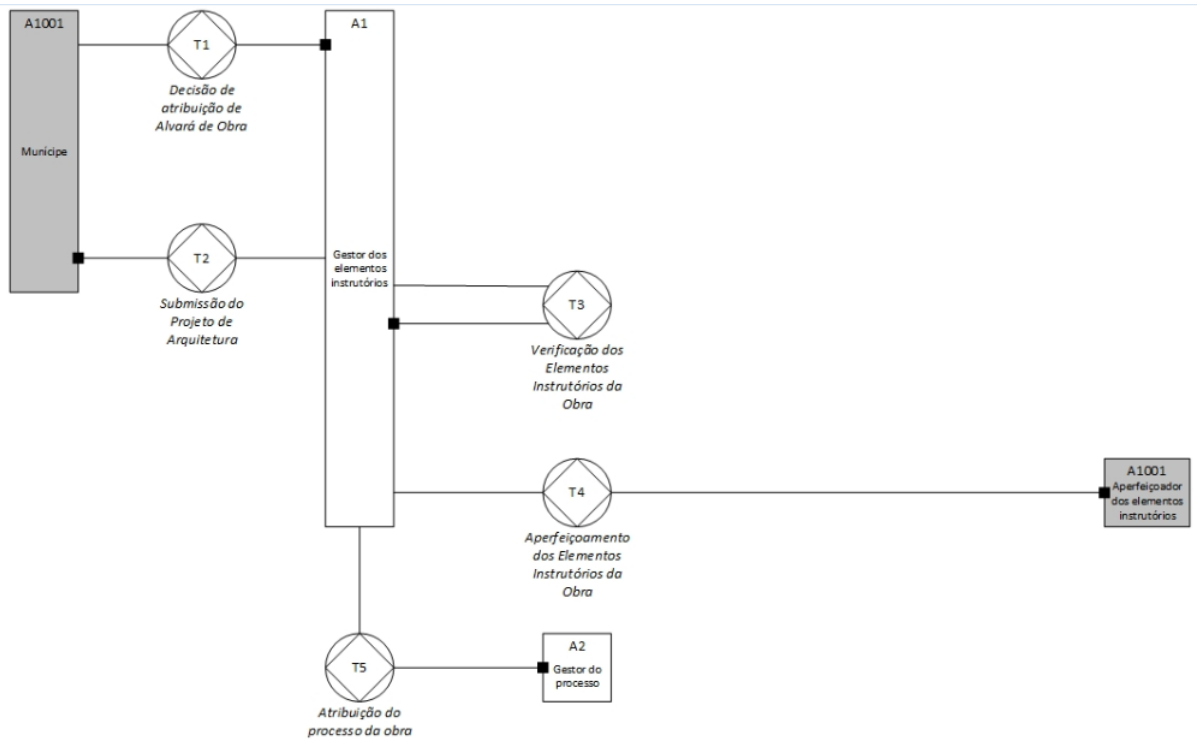 A1001
Munícipe
T1
Decisão de
atribuição de
Alvará de Obra
A1
Gestor dos
elementos
instrutórios
T2
Submissão do
Projeto de
Arquitetura
T3
Verificação dos
Elementos
Instrutórios da
Obra
T4
Aperfeiçoamento
dos Elementos
Instrutórios da
Obra
A1001
Aperfeiçoador
dos elementos
instrutórios
T5
Atribuição do
processo da obra
A2
Gestor do
processo